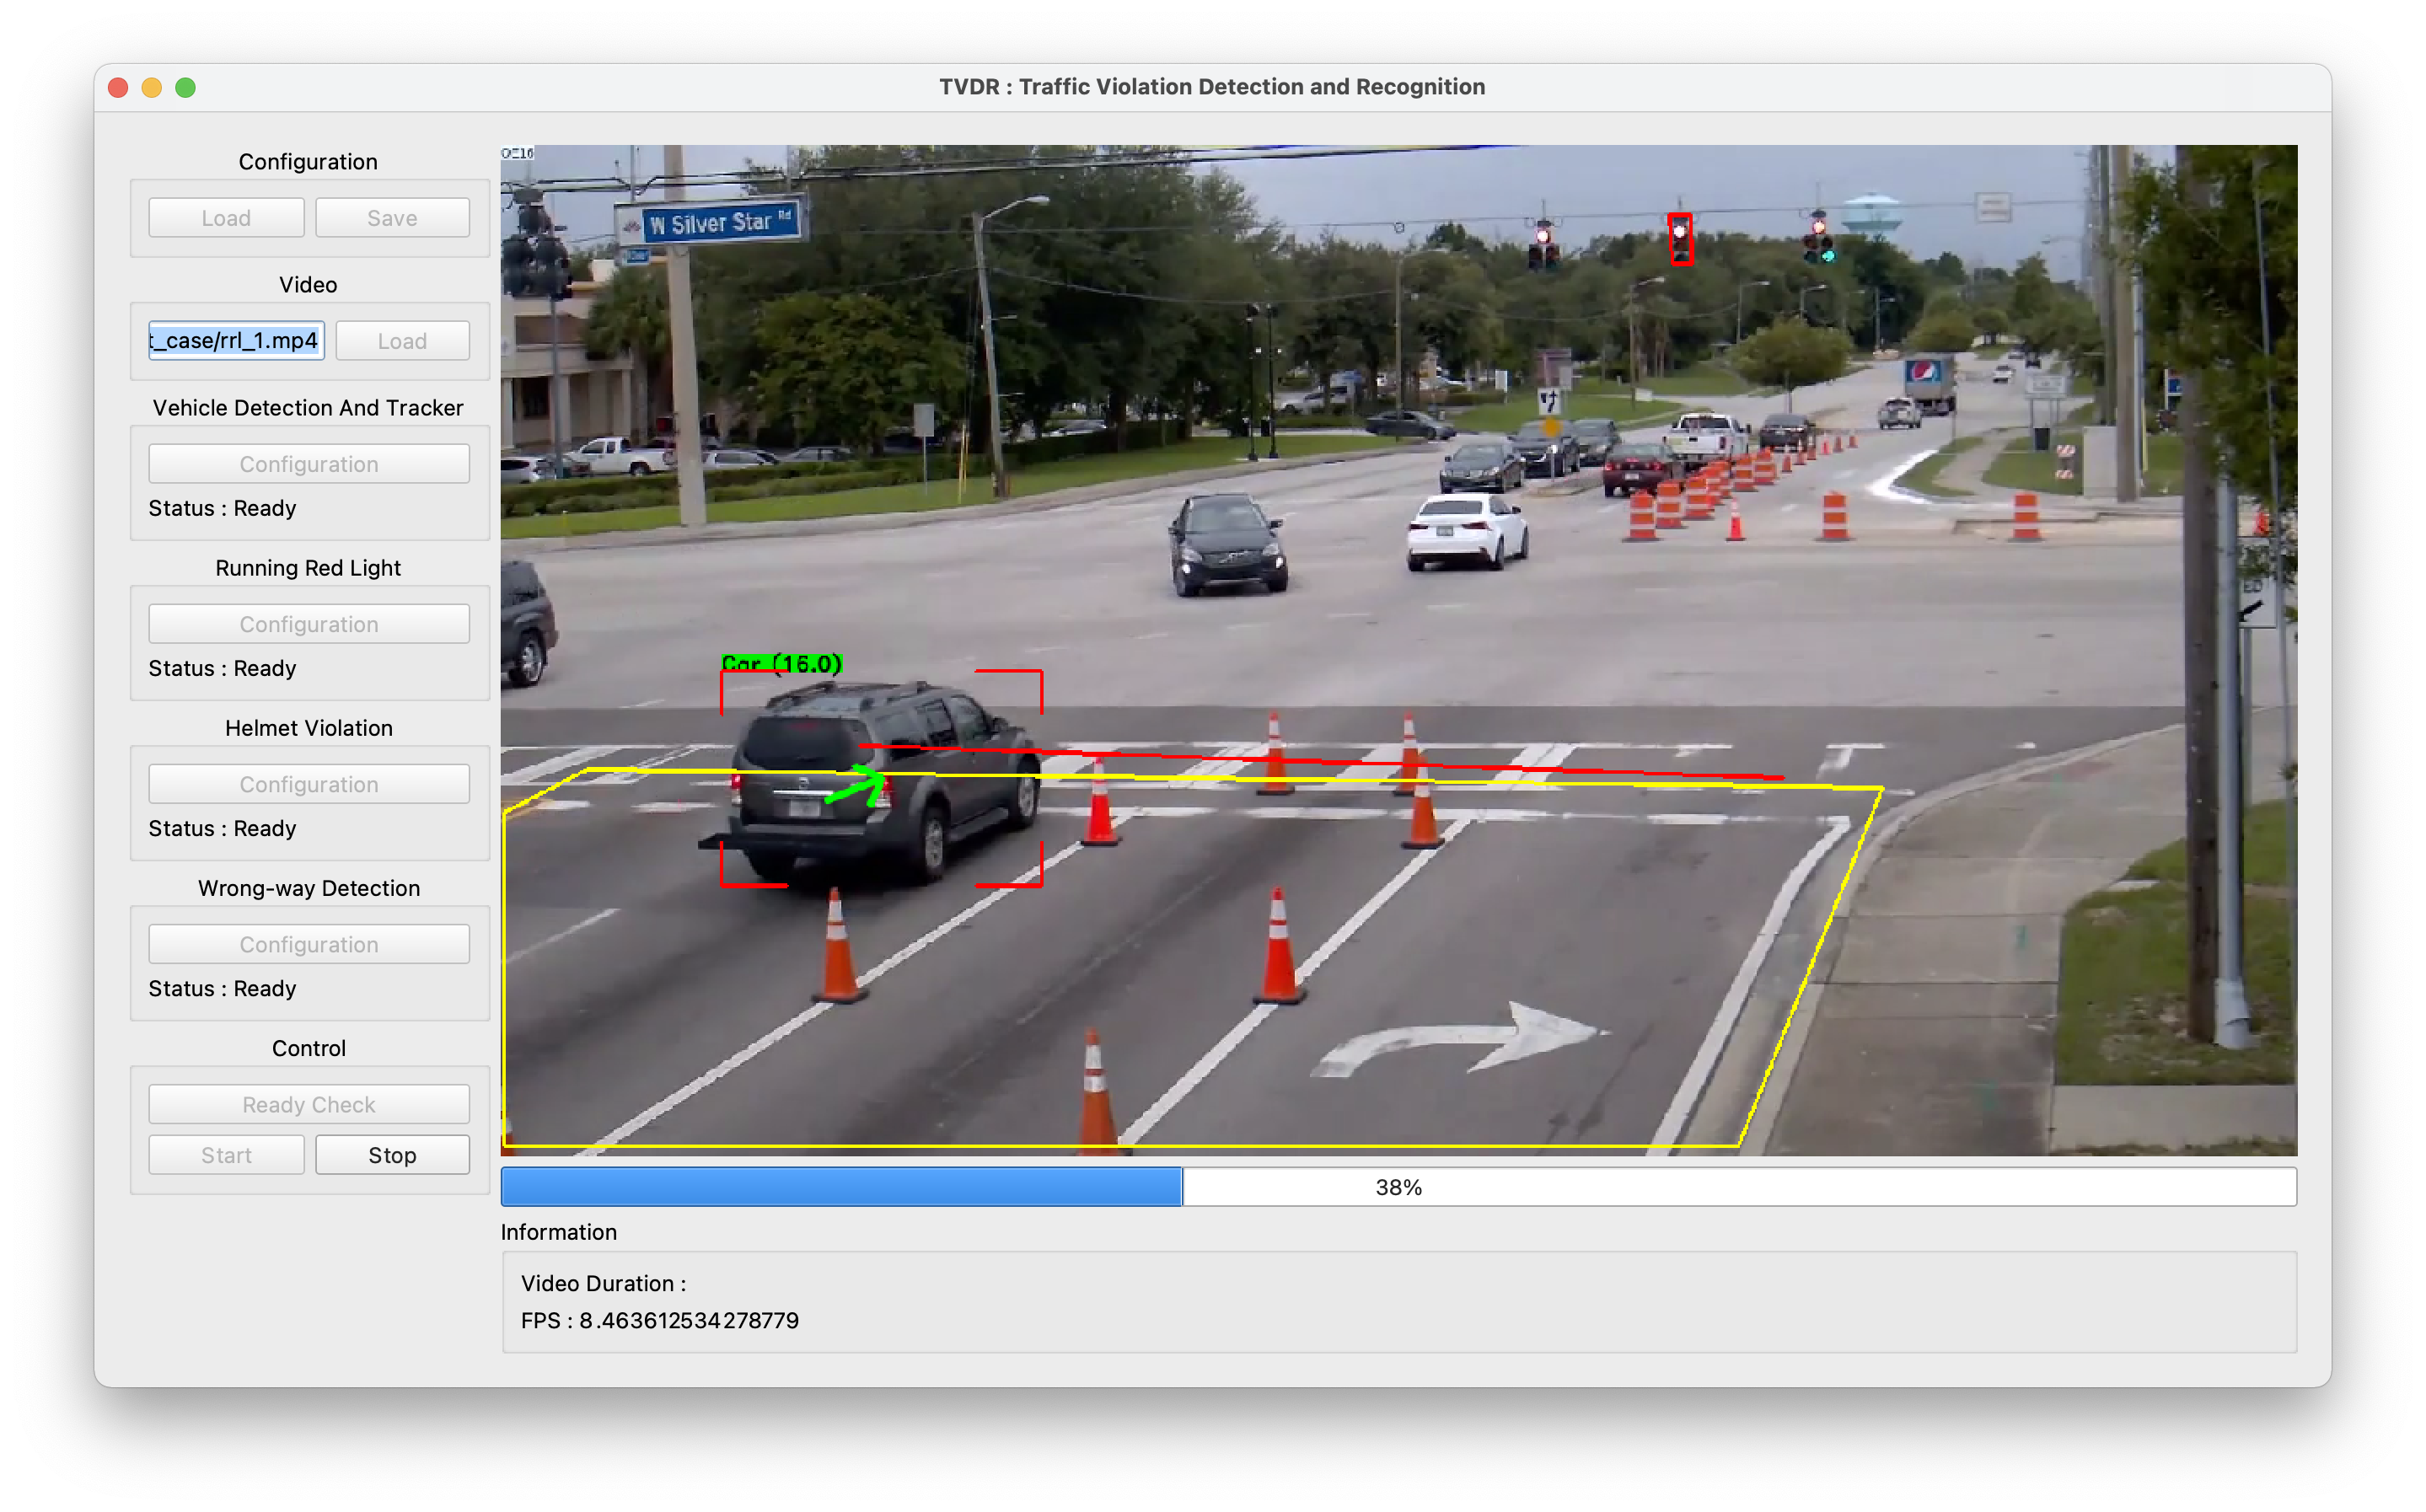 TVDR : Traffic Violation Detection and Recognition
Configuration
Load
Save
Video
t_case/rrl_1.mp4
Load
Vehicle Detection And Tracker
Configuration
Status : Ready
Running Red Light
Configuration
Status : Ready
Helmet Violation
Configuration
Status : Ready
Wrong-way Detection
Configuration
Status : Ready
Control
Ready Check
Start
Stop
W Silver Star Rd
Car (16.0)
38%
Information
Video Duration :
FPS : 8.463612534278779